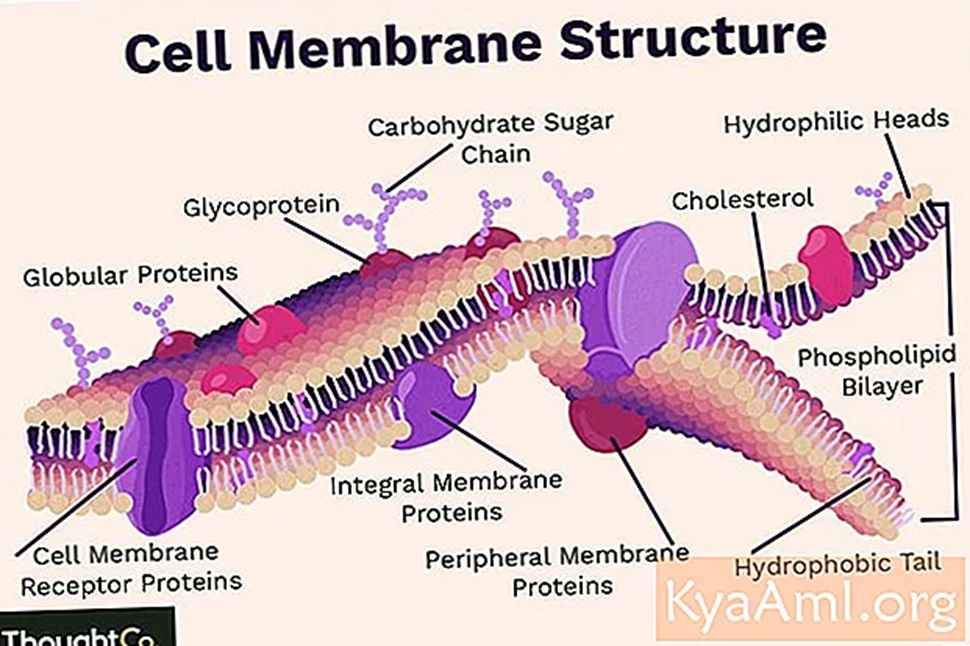 Cell Membrane Structure
Carbohydrate Sugar
Chain
Hydrophilic Heads
Glycoprotein
Cholesterol
Globular Proteins
Phospholipid
Bilayer
Integral Membrane
Proteins
Cell Membrane
Receptor Proteins
Peripheral Membrane
Proteins
Hydrophobic Tail
KyaAml.org
ThoughtCo.